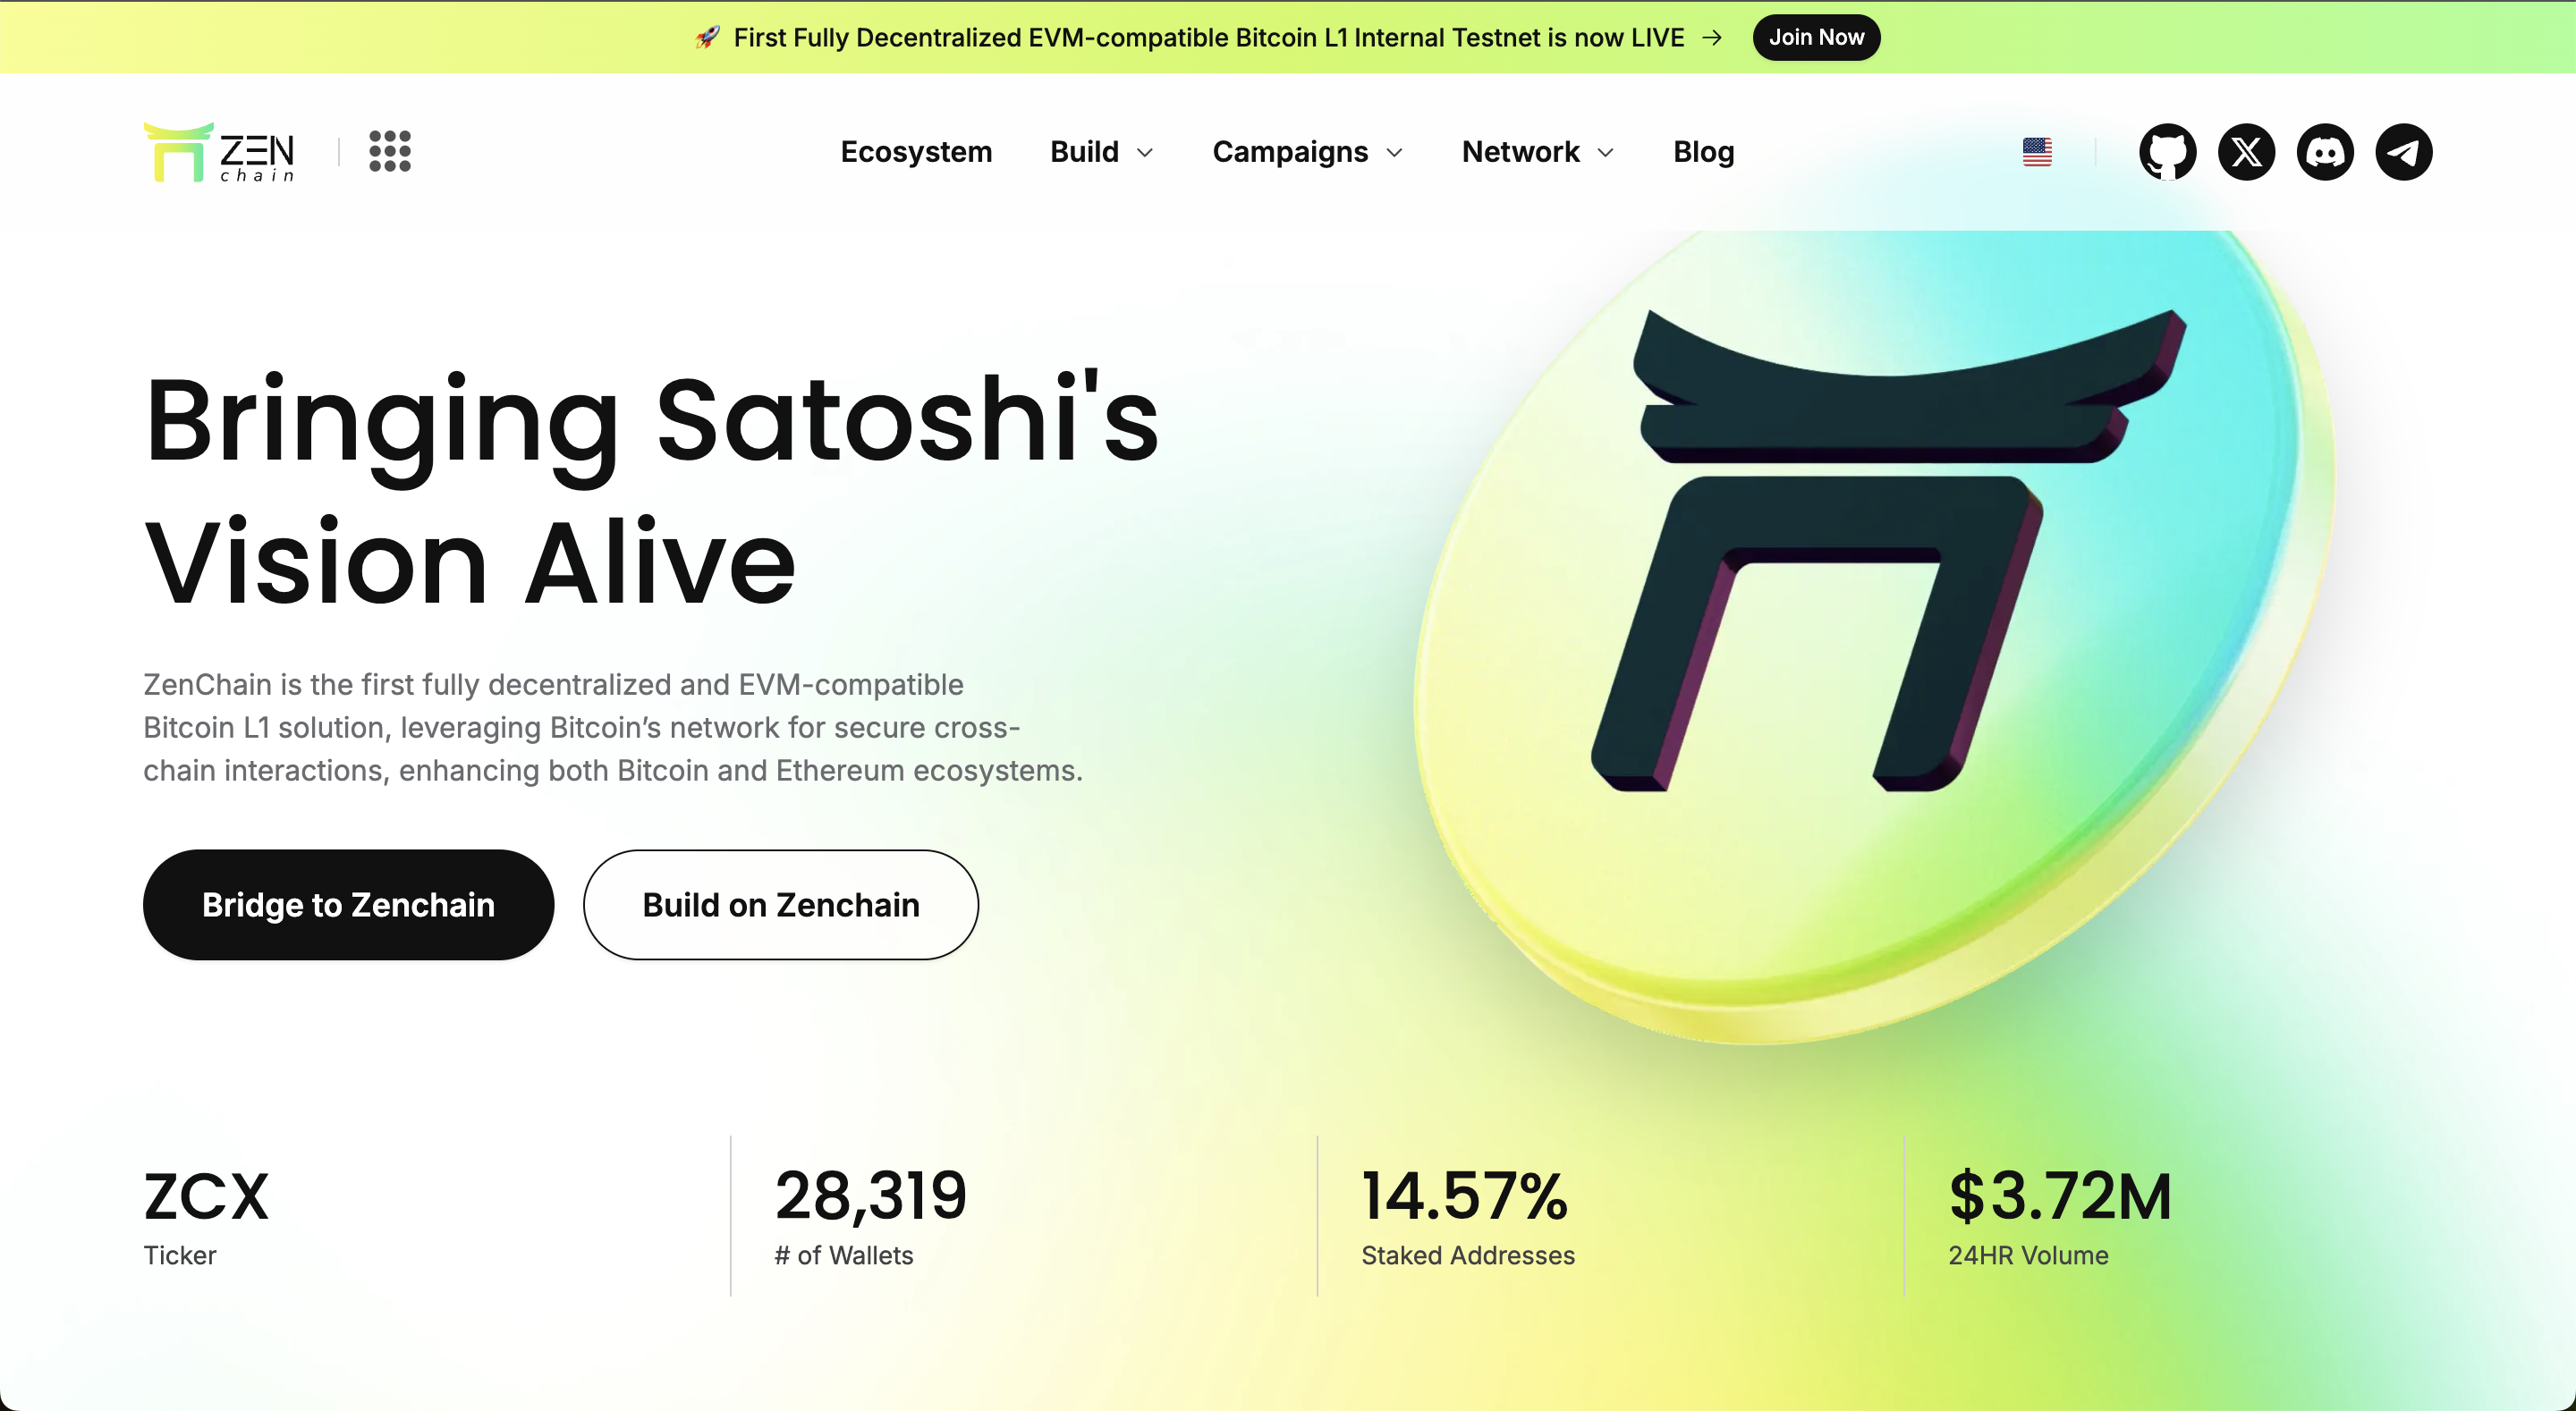 🚀 First Fully Decentralized EVM-compatible Bitcoin L1 Internal Testnet is now LIVE → Join Now
ZEN
chain
Ecosystem Build Campaigns Network Blog
Bringing Satoshi's
Vision Alive
ZenChain is the first fully decentralized and EVM-compatible
Bitcoin L1 solution, leveraging Bitcoin’s network for secure cross-
chain interactions, enhancing both Bitcoin and Ethereum ecosystems.
Bridge to Zenchain Build on Zenchain
ZCX 28,319 14.57% $3.72M
Ticker # of Wallets Staked Addresses 24HR Volume